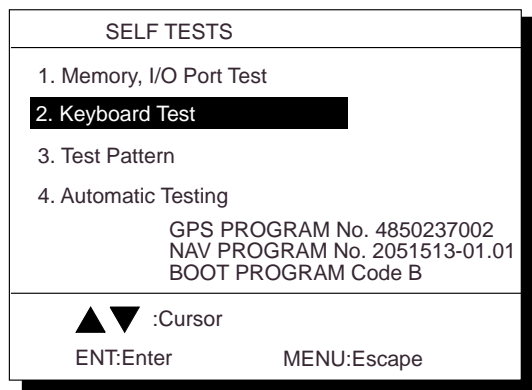 SELF TESTS
1. Memory, I/O Port Test
2. Keyboard Test
3. Test Pattern
4. Automatic Testing
GPS PROGRAM No. 4850237002
NAV PROGRAM No. 2051513-01.01
BOOT PROGRAM Code B
▲ ▼ :Cursor
ENT:Enter MENU:Escape